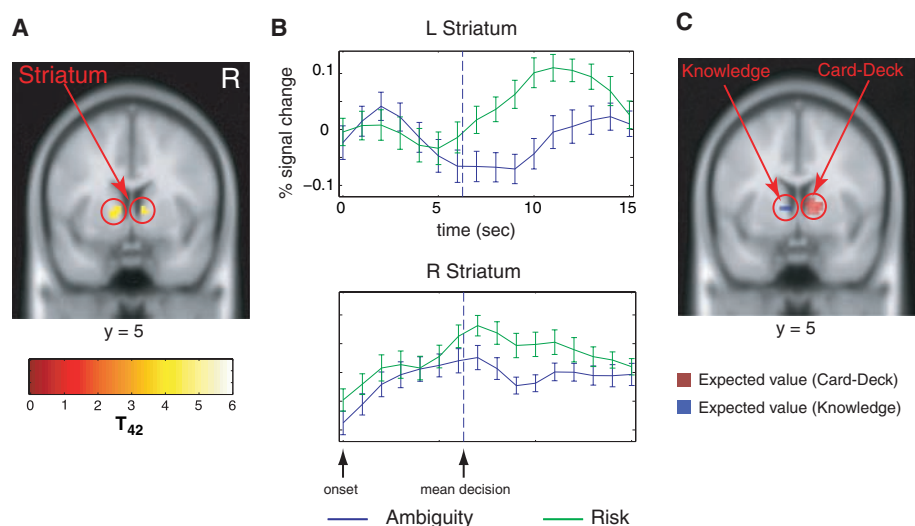 A
Striatum
R
y = 5
0 1 2 3 4 5 6
T42
B
L Striatum
% signal change
0.1
0
−0.1
0 5 10 15
time (sec)
R Striatum
onset
mean decision
Ambiguity
Risk
C
Knowledge
Card-Deck
y = 5
Expected value (Card-Deck)
Expected value (Knowledge)